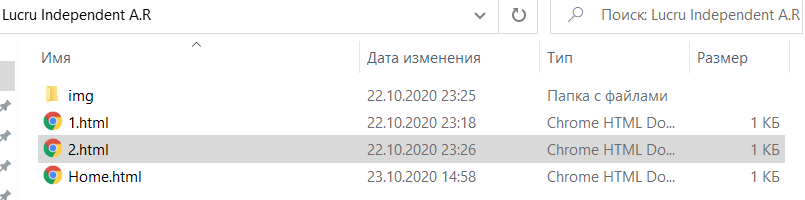 Lucru Independent A.R Поиск: Lucru Independent A.R
Имя Дата изменения Тип Размер
img 22.10.2020 23:25 Папка с файлами
1.html 22.10.2020 23:18 Chrome HTML Do... 1 КБ
2.html 22.10.2020 23:26 Chrome HTML Do... 1 КБ
Home.html 23.10.2020 14:58 Chrome HTML Do... 1 КБ